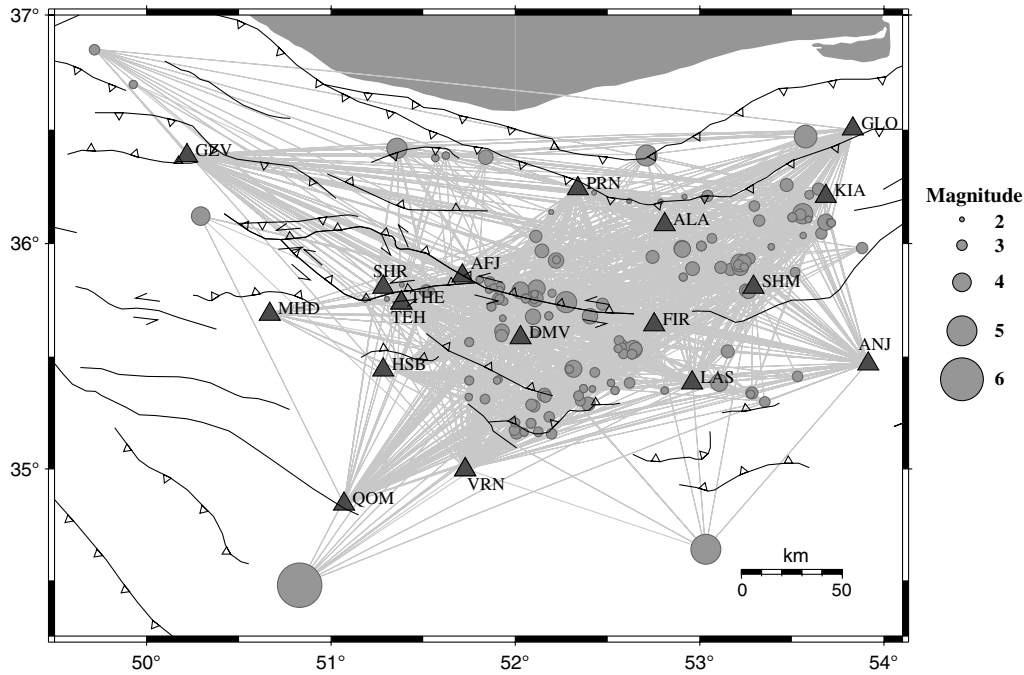 37°
GLO
GZV
PRN
KIA
Magnitude
ALA
2
36°
3
AFJ
SHR
SHM
4
THE
MHD
TEH
FIR
DMV
5
ANJ
HSB
LAS
6
35°
VRN
QOM
km
0
50
50°
51°
52°
53°
54°